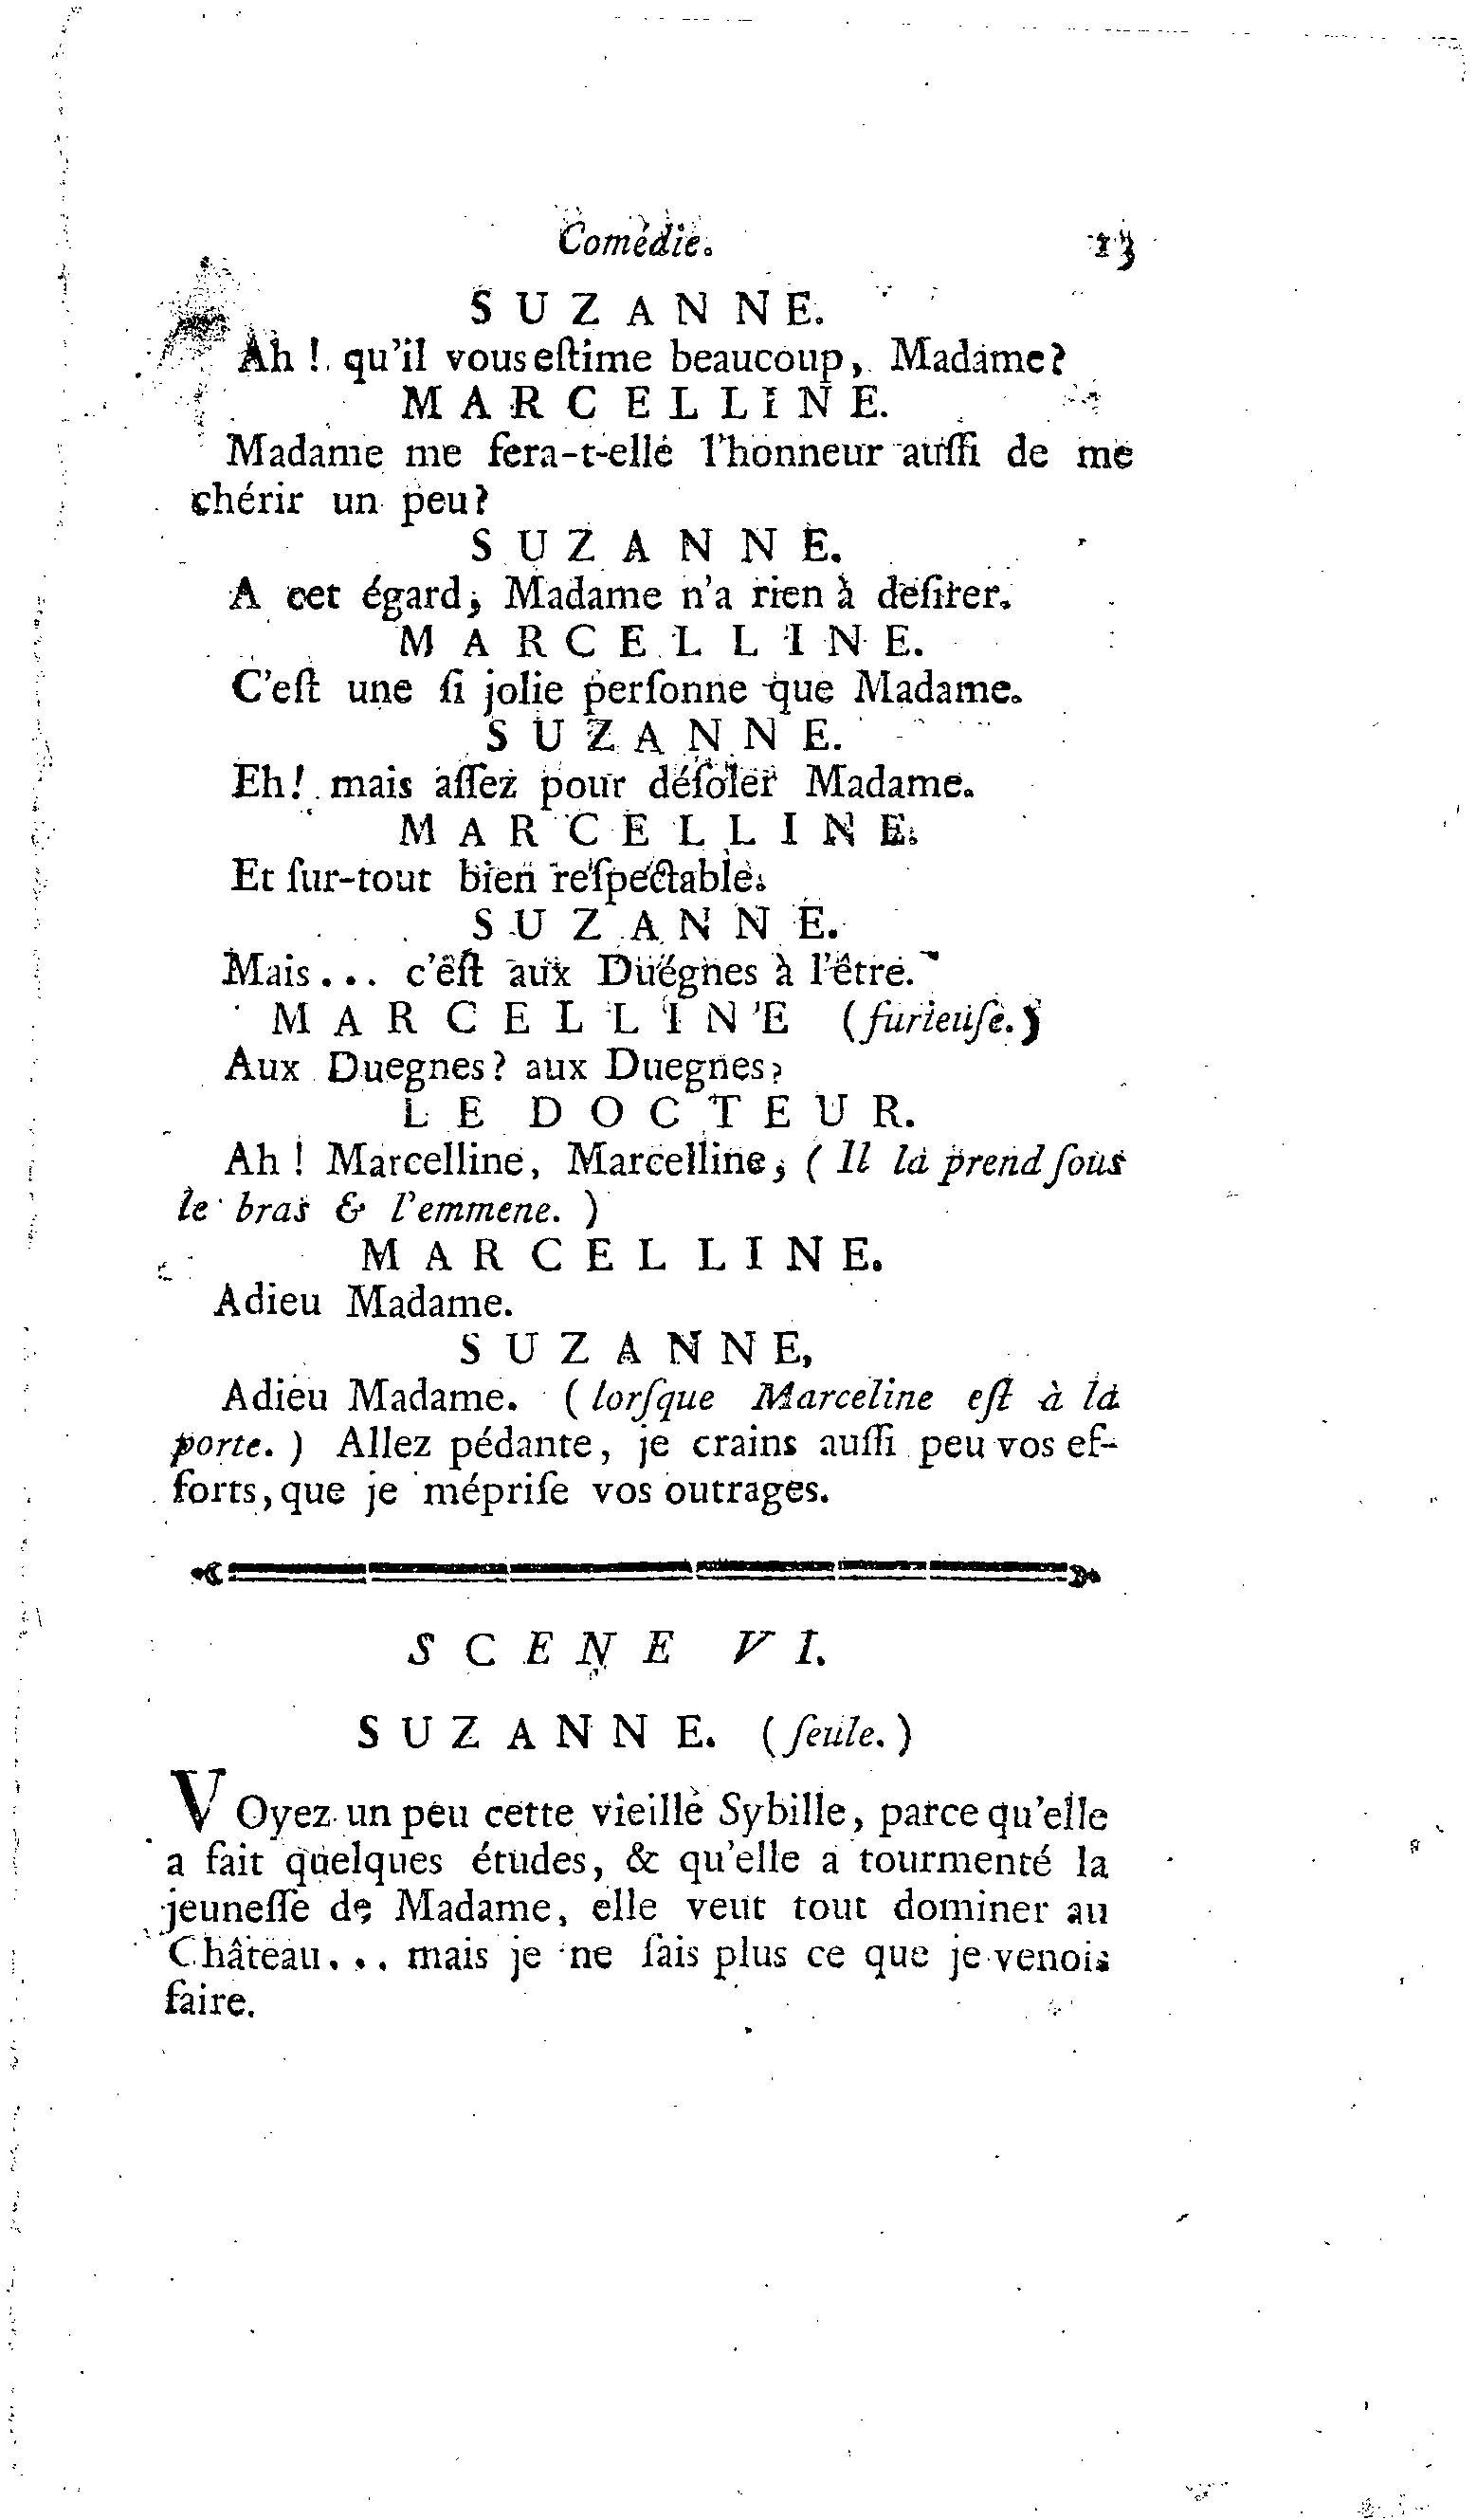 Comédie. 13
SUZANNE.
Ah ! qu'il vous eſtime beaucoup, Madame?
MARCELLINE.
Madame me fera-t-elle l'honneur auſſi de me
chérir un peu?
SUZANNE.
A cet égard, Madame n'a rien à deſirer.
MARCELLINE.
C'eſt une ſi jolie perſonne que Madame.
SUZANNE.
Eh! mais aſſez pour déſoler Madame.
MARCELLINE.
Et ſur-tout bien reſpectable.
SUZANNE.
Mais... c'eſt aux Duégnes à l'être.
MARCELLINE (furieuſe.)
Aux Duegnes? aux Duegnes?
LE DOCTEUR.
Ah ! Marcelline, Marcelline, (Il la prend ſous
le bras & l'emmene. )
MARCELLINE.
Adieu Madame.
SUZANNE,
Adieu Madame. (lorſque Marceline eſt à la
porte. ) Allez pédante, je crains auſſi peu vos ef-
forts, que je mépriſe vos outrages.
SCENE VI.
SUZANNE. (ſeule.)
VOyez un peu cette vieille Sybille, parce qu'elle
a fait quelques études, & qu'elle a tourmenté la
jeuneſſe de Madame, elle veut tout dominer au
Château... mais je ne ſais plus ce que je venois
faire.